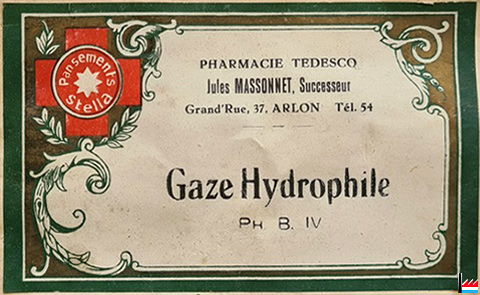 Pansements
Stella
PHARMACIE TEDESCO
Jules MASSONNET, Successeur
Grand'Rue, 37, ARLON Tél. 54
Gaze Hydrophile
PH. B. IV